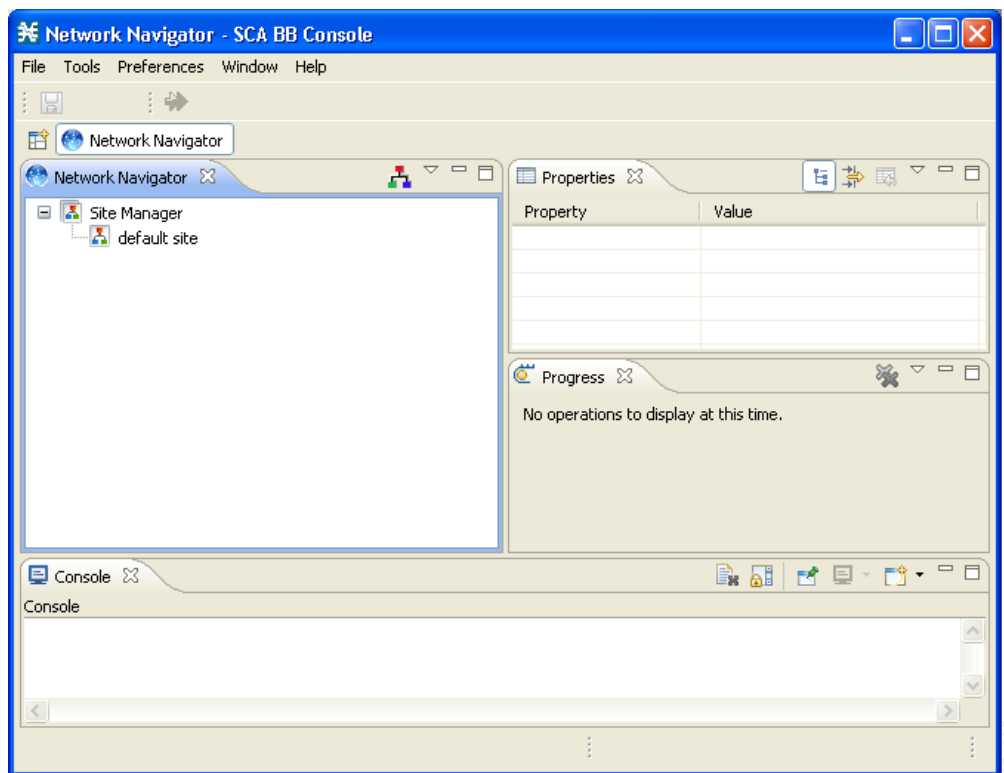 Network Navigator - SCA BB Console
File Tools Preferences Window Help
Network Navigator
Network Navigator
Site Manager
default site
Properties
Property Value
Progress
No operations to display at this time.
Console
Console